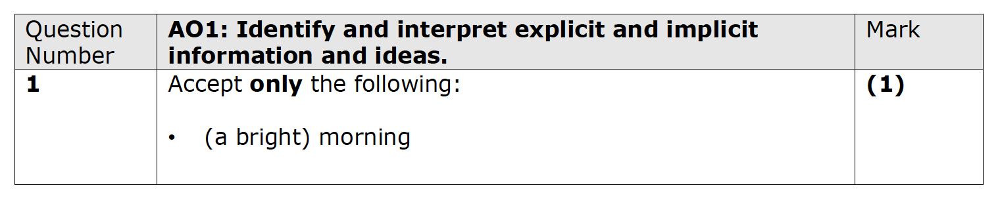 Question Number
AO1: Identify and interpret explicit and implicit information and ideas.
Mark
1
Accept only the following:
(1)
• (a bright) morning